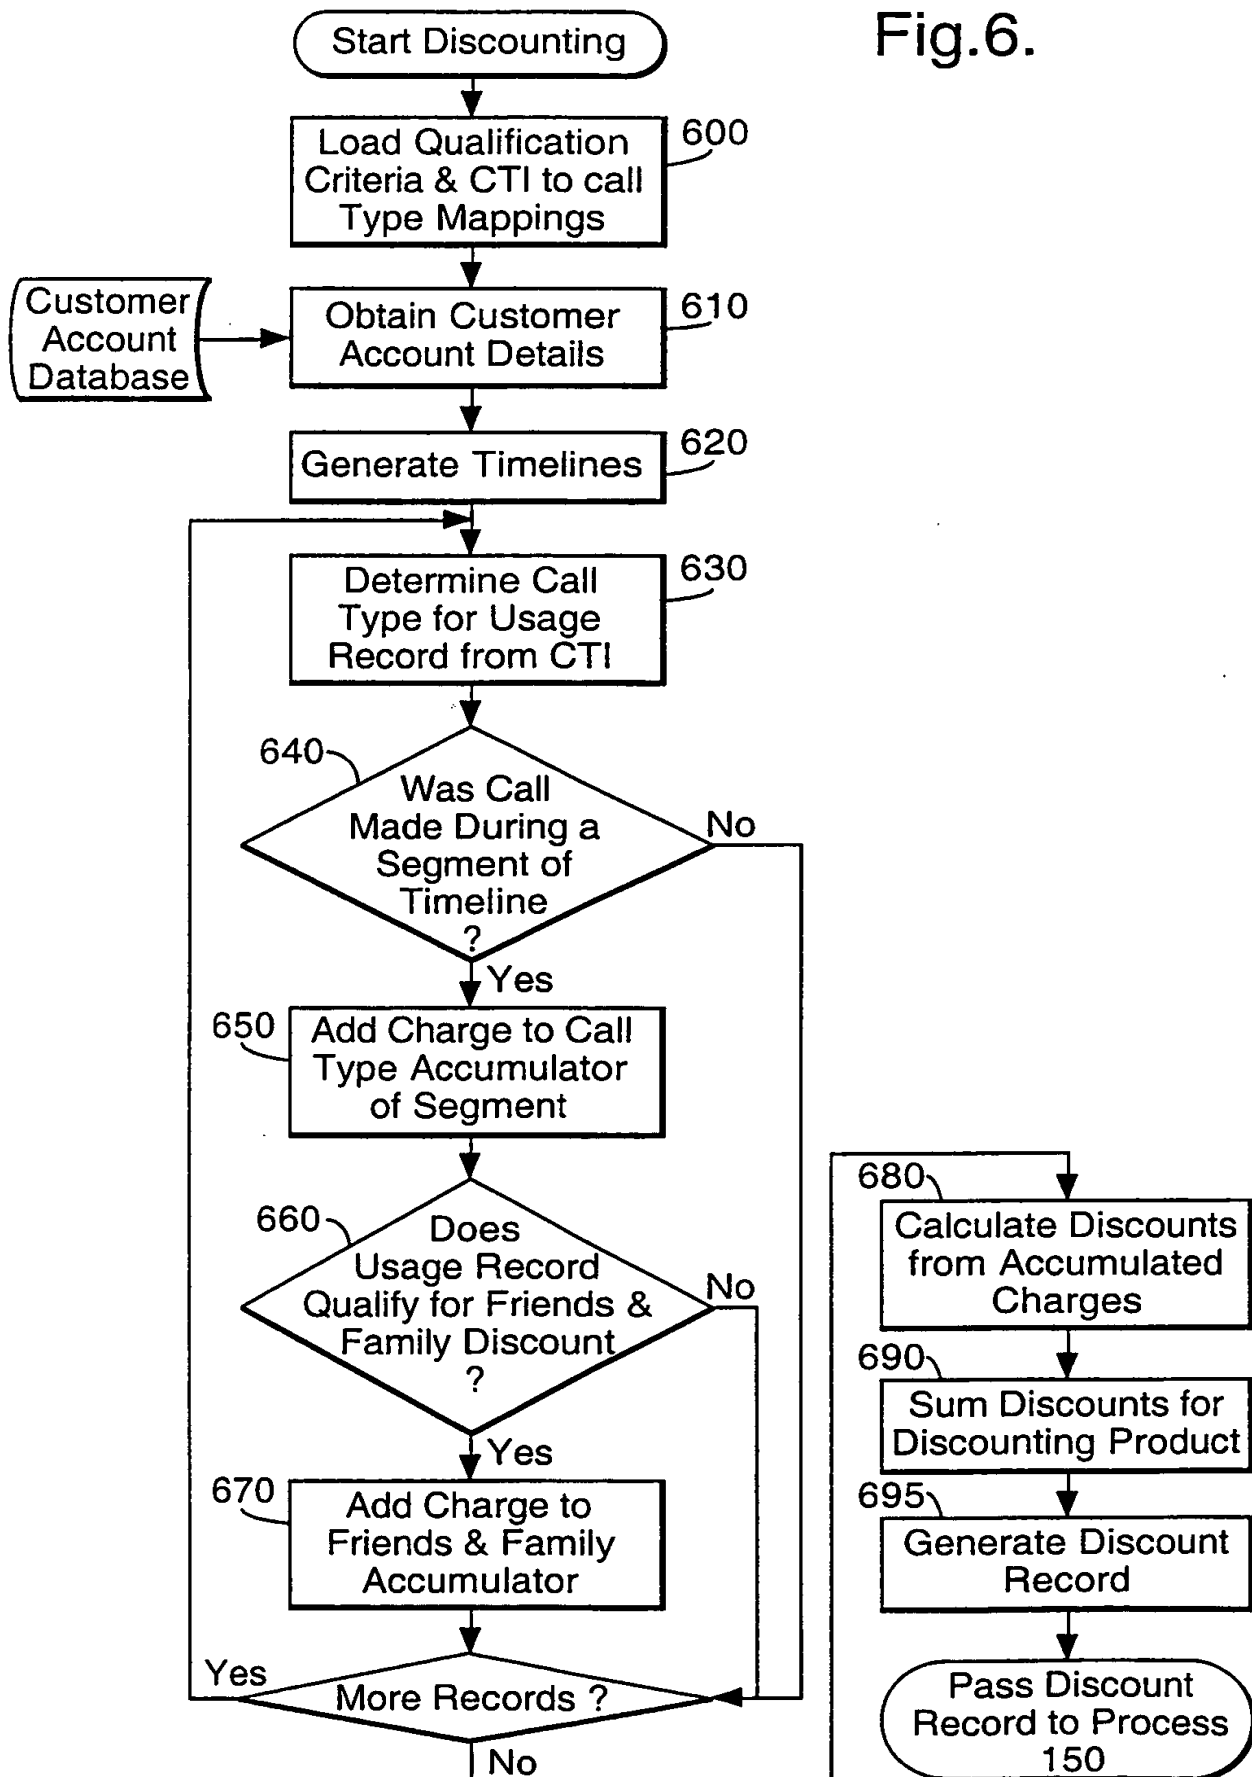 Fig.6.
Start Discounting
600
Load Qualification
Criteria & CTI to call
Type Mappings
Customer
Account
Database
610
Obtain Customer
Account Details
620
Generate Timelines
630
Determine Call
Type for Usage
Record from CTI
640
Was Call
Made During a
Segment of
Timeline
?
No
Yes
650
Add Charge to Call
Type Accumulator
of Segment
660
Does
Usage Record
Qualify for Friends &
Family Discount
?
No
Yes
670
Add Charge to
Friends & Family
Accumulator
Yes
More Records ?
No
680
Calculate Discounts
from Accumulated
Charges
690
Sum Discounts for
Discounting Product
695
Generate Discount
Record
Pass Discount
Record to Process
150